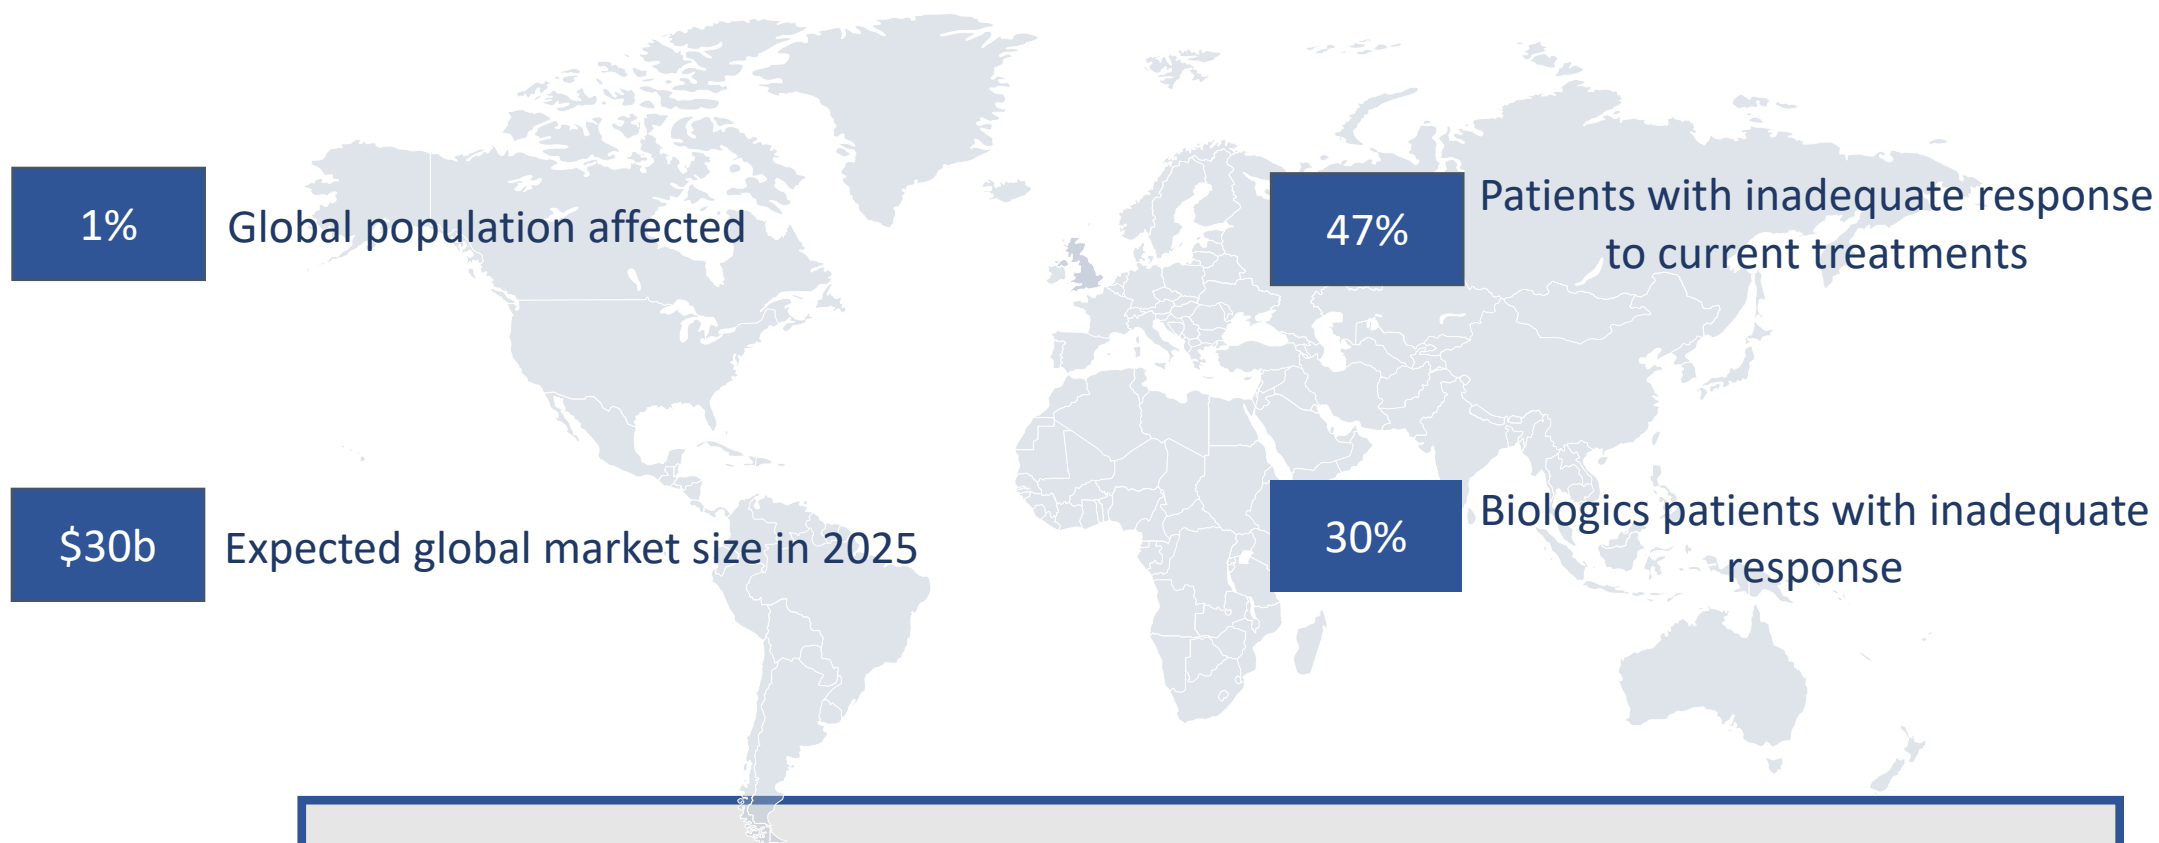 1%
Global population affected
47%
Patients with inadequate response
to current treatments
$30b
Expected global market size in 2025
30%
Biologics patients with inadequate
response